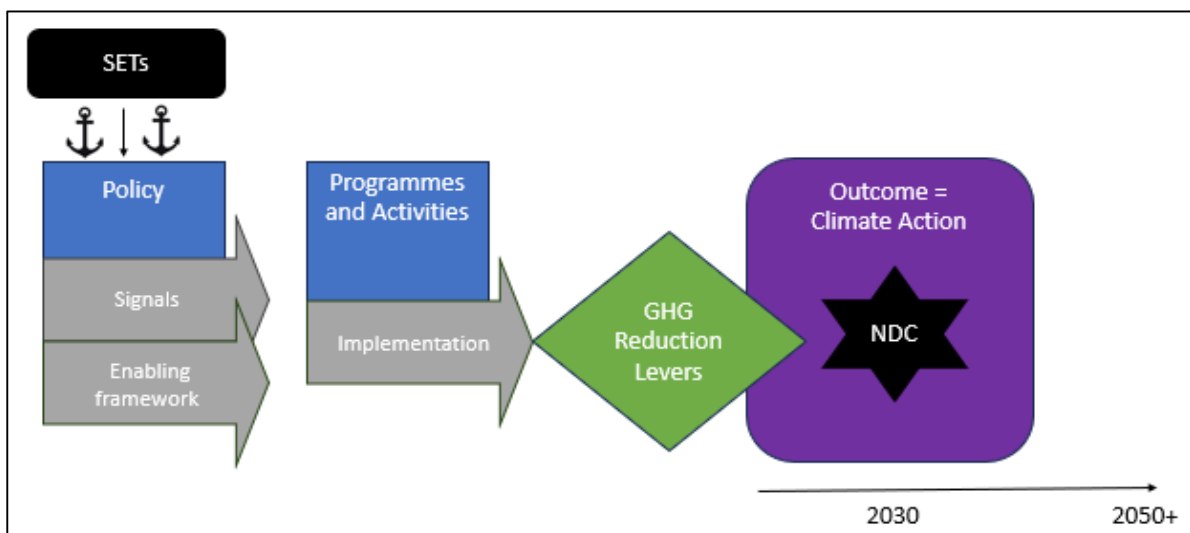 SETs
Policy
Signals
Enabling
framework
Programmes
and Activities
Implementation
GHG
Reduction
Levers
Outcome =
Climate Action
NDC
2030
2050+